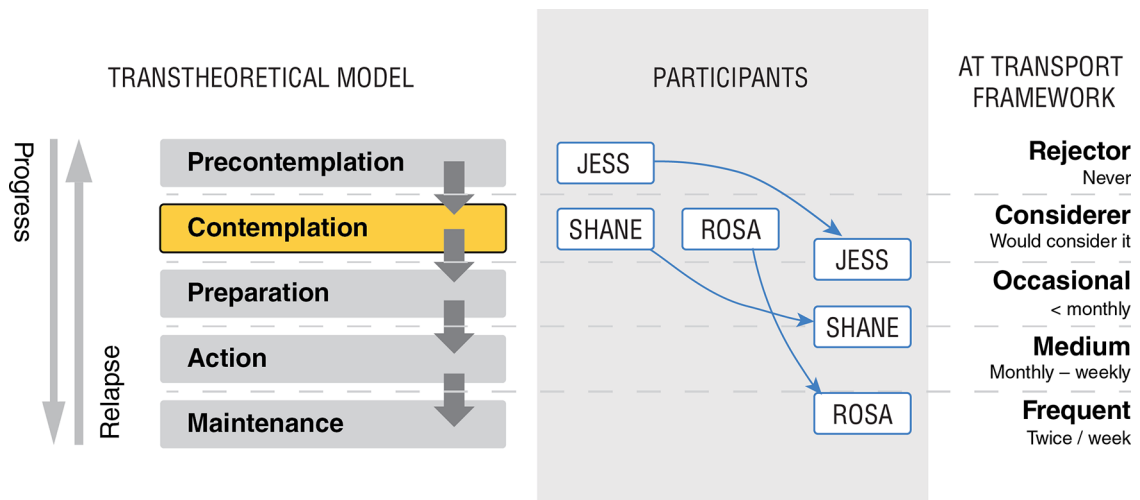 TRANSTHEORETICAL MODEL
PARTICIPANTS
AT TRANSPORT
FRAMEWORK
Progress
Relapse
Precontemplation
JESS
Rejector
Never
Contemplation
SHANE
ROSA
JESS
Considerer
Would consider it
Preparation
SHANE
Occasional
< monthly
Action
Medium
Monthly – weekly
Maintenance
ROSA
Frequent
Twice / week